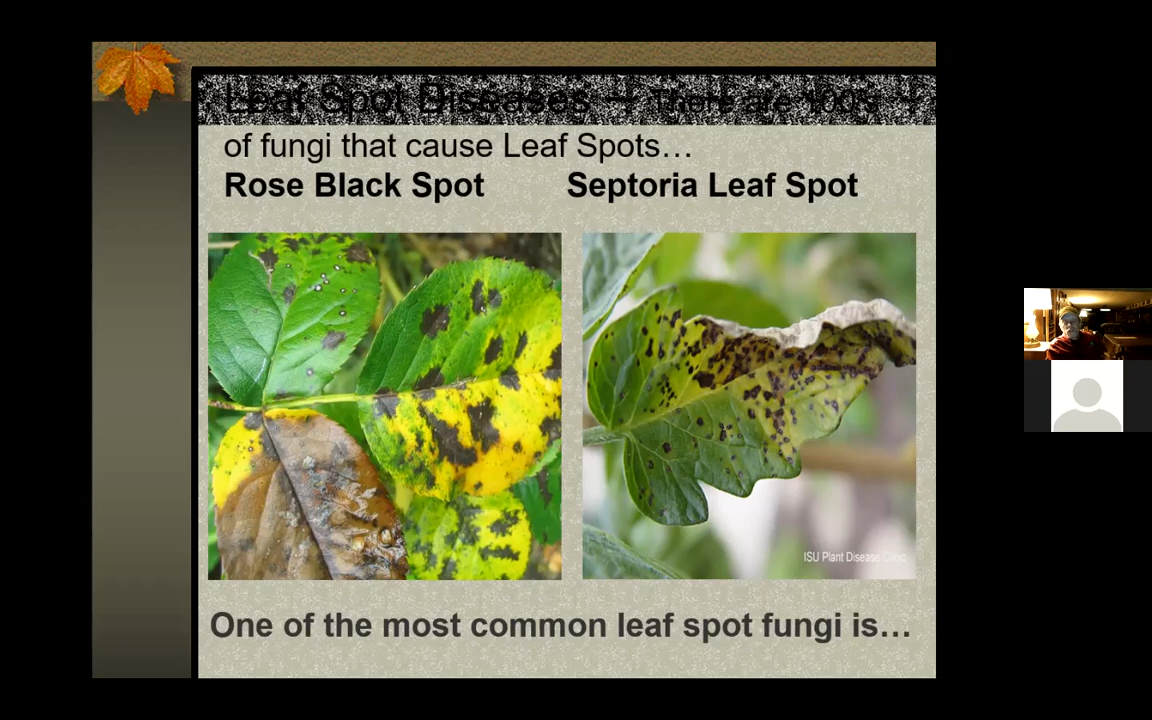 Leaf Spot Diseases – There are 100's –
of fungi that cause Leaf Spots…
Rose Black Spot Septoria Leaf Spot
ISU Plant Disease Clinic
One of the most common leaf spot fungi is…